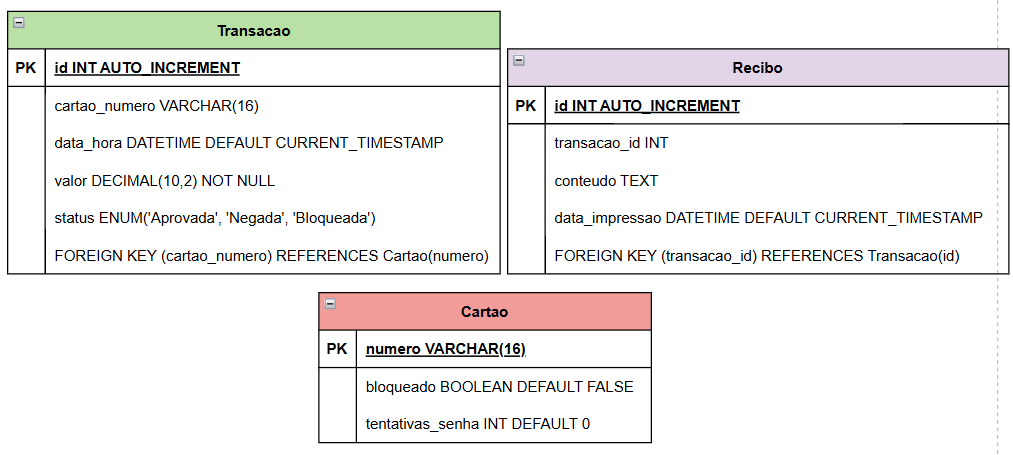 Transacao
PK id INT AUTO_INCREMENT
cartao_numero VARCHAR(16)
data_hora DATETIME DEFAULT CURRENT_TIMESTAMP
valor DECIMAL(10,2) NOT NULL
status ENUM('Aprovada', 'Negada', 'Bloqueada')
FOREIGN KEY (cartao_numero) REFERENCES Cartao(numero)
Recibo
PK id INT AUTO_INCREMENT
transacao_id INT
conteudo TEXT
data_impressao DATETIME DEFAULT CURRENT_TIMESTAMP
FOREIGN KEY (transacao_id) REFERENCES Transacao(id)
Cartao
PK numero VARCHAR(16)
bloqueado BOOLEAN DEFAULT FALSE
tentativas_senha INT DEFAULT 0